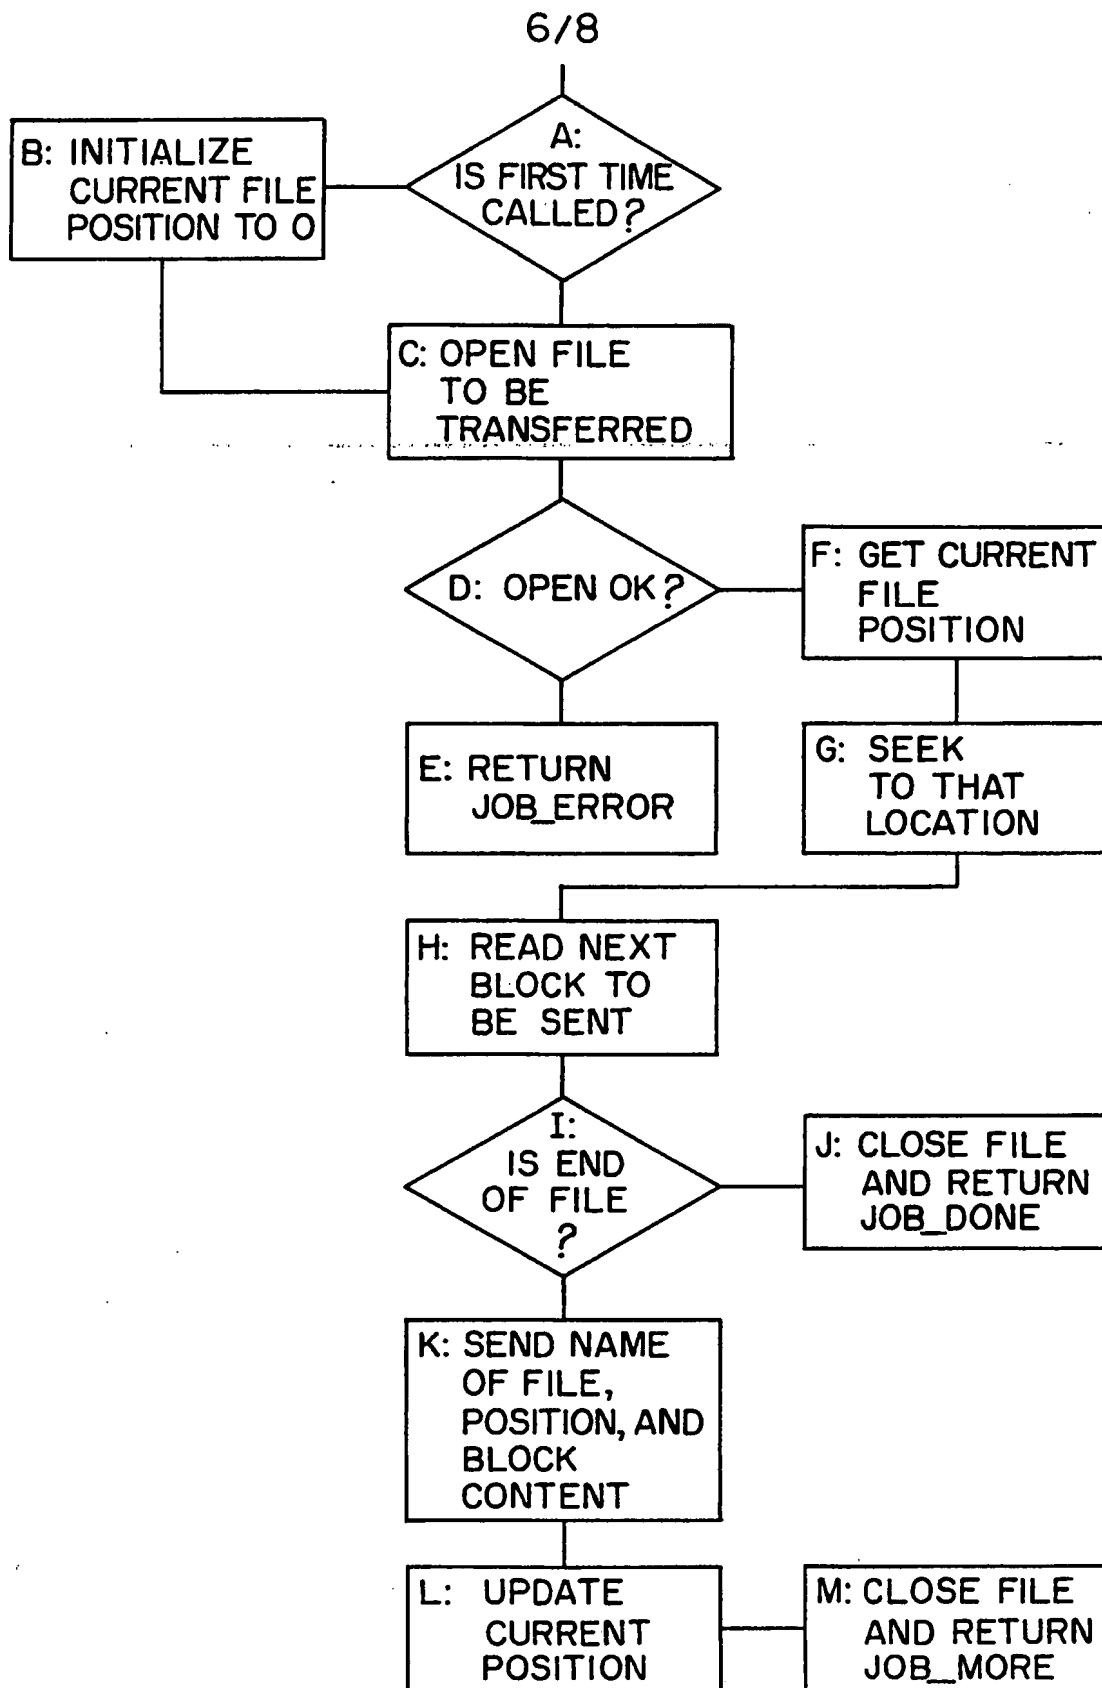 6/8
A:
IS FIRST TIME
CALLED?
B: INITIALIZE
CURRENT FILE
POSITION TO 0
C: OPEN FILE
TO BE
TRANSFERRED
D: OPEN OK?
F: GET CURRENT
FILE
POSITION
E: RETURN
JOB_ERROR
G: SEEK
TO THAT
LOCATION
H: READ NEXT
BLOCK TO
BE SENT
I:
IS END
OF FILE
?
J: CLOSE FILE
AND RETURN
JOB_DONE
K: SEND NAME
OF FILE,
POSITION, AND
BLOCK
CONTENT
L: UPDATE
CURRENT
POSITION
M: CLOSE FILE
AND RETURN
JOB_MORE